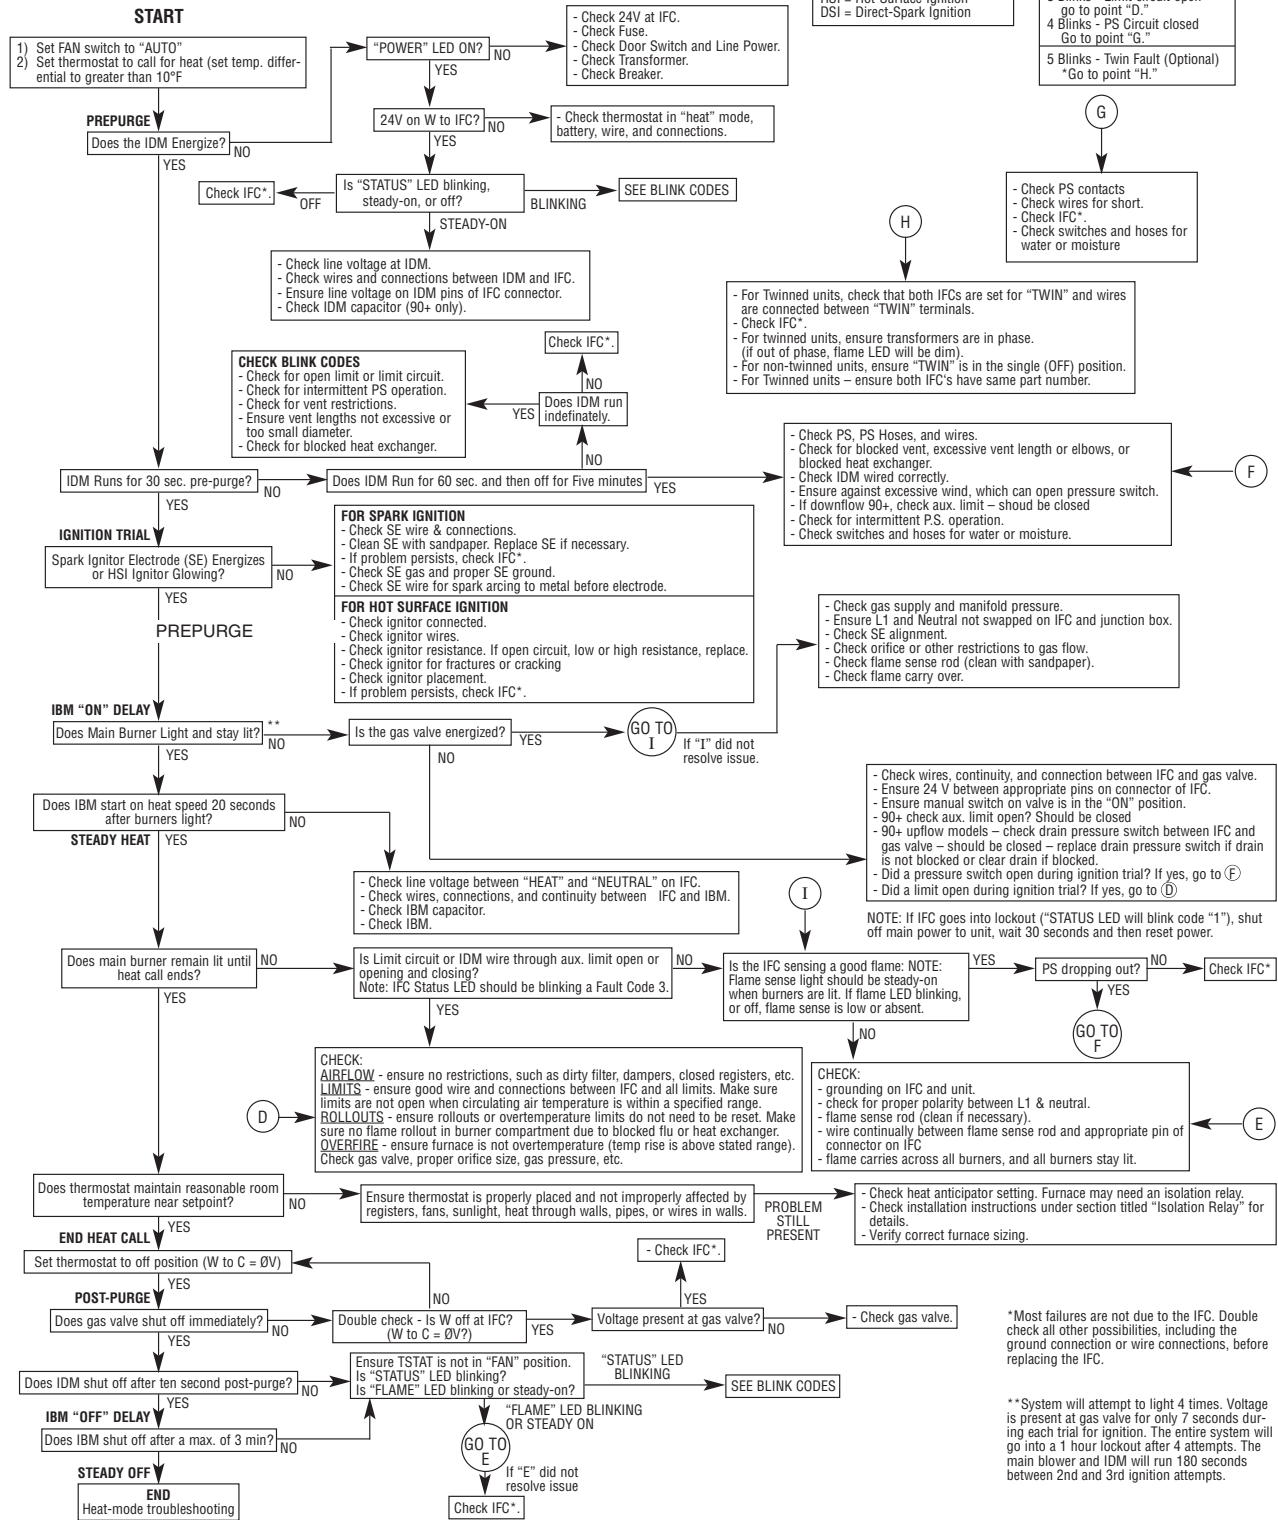 START
1) Set FAN switch to “AUTO”
2) Set thermostat to call for heat (set temp. differ-
ential to greater than 10°F
“POWER” LED ON?
NO
YES
- Check 24V at IFC.
- Check Fuse.
- Check Door Switch and Line Power.
- Check Transformer.
- Check Breaker.
DSI = Direct-Spark Ignition
go to point “D.”
4 Blinks - PS Circuit closed
Go to point “G.”
5 Blinks - Twin Fault (Optional)
*Go to point “H.”
PREPURGE
Does the IDM Energize?
NO
YES
24V on W to IFC?
NO
YES
- Check thermostat in “heat” mode,
battery, wire, and connections.
G
Check IFC*.
OFF
Is “STATUS” LED blinking,
steady-on, or off?
BLINKING
SEE BLINK CODES
STEADY-ON
- Check PS contacts
- Check wires for short.
- Check IFC*.
- Check switches and hoses for
water or moisture
H
- Check line voltage at IDM.
- Check wires and connections between IDM and IFC.
- Ensure line voltage on IDM pins of IFC connector.
- Check IDM capacitor (90+ only).
- For Twinned units, check that both IFCs are set for “TWIN” and wires
are connected between “TWIN” terminals.
- Check IFC*.
- For twinned units, ensure transformers are in phase.
(if out of phase, flame LED will be dim).
- For non-twinned units, ensure “TWIN” is in the single (OFF) position.
- For Twinned units – ensure both IFC's have same part number.
Check IFC*.
NO
CHECK BLINK CODES
- Check for open limit or limit circuit.
- Check for intermittent PS operation.
- Check for vent restrictions.
- Ensure vent lengths not excessive or
too small diameter.
- Check for blocked heat exchanger.
YES
Does IDM run
indefinately.
NO
IDM Runs for 30 sec. pre-purge?
NO
YES
Does IDM Run for 60 sec. and then off for Five minutes
YES
- Check PS, PS Hoses, and wires.
- Check for blocked vent, excessive vent length or elbows, or
blocked heat exchanger.
- Check IDM wired correctly.
- Ensure against excessive wind, which can open pressure switch.
- If downflow 90+, check aux. limit – shoud be closed
- Check for intermittent P.S. operation.
- Check switches and hoses for water or moisture.
F
IGNITION TRIAL
Spark Ignitor Electrode (SE) Energizes
or HSI Ignitor Glowing?
NO
YES
FOR SPARK IGNITION
- Check SE wire & connections.
- Clean SE with sandpaper. Replace SE if necessary.
- If problem persists, check IFC*.
- Check SE gas and proper SE ground.
- Check SE wire for spark arcing to metal before electrode.
FOR HOT SURFACE IGNITION
- Check ignitor connected.
- Check ignitor wires.
- Check ignitor resistance. If open circuit, low or high resistance, replace.
- Check ignitor for fractures or cracking
- Check ignitor placement.
- If problem persists, check IFC*.
PREPURGE
- Check gas supply and manifold pressure.
- Ensure L1 and Neutral not swapped on IFC and junction box.
- Check SE alignment.
- Check orifice or other restrictions to gas flow.
- Check flame sense rod (clean with sandpaper).
- Check flame carry over.
IBM “ON” DELAY
Does Main Burner Light and stay lit?
**
NO
YES
Is the gas valve energized?
YES
NO
GO TO
I
If “I” did not
resolve issue.
Does IBM start on heat speed 20 seconds
after burners light?
NO
STEADY HEAT
YES
- Check wires, continuity, and connection between IFC and gas valve.
- Ensure 24 V between appropriate pins on connector of IFC.
- Ensure manual switch on valve is in the “ON” position.
- 90+ check aux. limit open? Should be closed
- 90+ upflow models – check drain pressure switch between IFC and
gas valve – should be closed – replace drain pressure switch if drain
is not blocked or clear drain if blocked.
- Did a pressure switch open during ignition trial? If yes, go to F
- Did a limit open during ignition trial? If yes, go to D
- Check line voltage between “HEAT” and “NEUTRAL” on IFC.
- Check wires, connections, and continuity between IFC and IBM.
- Check IBM capacitor.
- Check IBM.
I
NOTE: If IFC goes into lockout (“STATUS LED will blink code “1”), shut
off main power to unit, wait 30 seconds and then reset power.
Does main burner remain lit until
heat call ends?
NO
YES
Is Limit circuit or IDM wire through aux. limit open or
opening and closing?
Note: IFC Status LED should be blinking a Fault Code 3.
NO
YES
Is the IFC sensing a good flame: NOTE:
Flame sense light should be steady-on
when burners are lit. If flame LED blinking,
or off, flame sense is low or absent.
YES
NO
PS dropping out?
NO
YES
Check IFC*
GO TO
F
D
CHECK:
AIRFLOW - ensure no restrictions, such as dirty filter, dampers, closed registers, etc.
LIMITS - ensure good wire and connections between IFC and all limits. Make sure
limits are not open when circulating air temperature is within a specified range.
ROLLOUTS - ensure rollouts or overtemperature limits do not need to be reset. Make
sure no flame rollout in burner compartment due to blocked flu or heat exchanger.
OVERFIRE - ensure furnace is not overtemperature (temp rise is above stated range).
Check gas valve, proper orifice size, gas pressure, etc.
CHECK:
- grounding on IFC and unit.
- check for proper polarity between L1 & neutral.
- flame sense rod (clean if necessary).
- wire continually between flame sense rod and appropriate pin of
connector on IFC
- flame carries across all burners, and all burners stay lit.
E
Does thermostat maintain reasonable room
temperature near setpoint?
NO
YES
Ensure thermostat is properly placed and not improperly affected by
registers, fans, sunlight, heat through walls, pipes, or wires in walls.
PROBLEM
STILL
PRESENT
- Check heat anticipator setting. Furnace may need an isolation relay.
- Check installation instructions under section titled “Isolation Relay” for
details.
- Verify correct furnace sizing.
END HEAT CALL
Set thermostat to off position (W to C = ØV)
YES
POST-PURGE
Does gas valve shut off immediately?
NO
YES
NO
Double check - Is W off at IFC?
(W to C = ØV?)
YES
- Check IFC*.
YES
Voltage present at gas valve?
NO
- Check gas valve.
*Most failures are not due to the IFC. Double
check all other possibilities, including the
ground connection or wire connections, before
replacing the IFC.
Does IDM shut off after ten second post-purge?
NO
YES
Ensure TSTAT is not in “FAN” position.
Is “STATUS” LED blinking?
Is “FLAME” LED blinking or steady-on?
“STATUS” LED
BLINKING
SEE BLINK CODES
“FLAME” LED BLINKING
OR STEADY ON
IBM “OFF” DELAY
Does IBM shut off after a max. of 3 min?
NO
GO TO
E
If “E” did not
resolve issue
Check IFC*.
STEADY OFF
END
Heat-mode troubleshooting
**System will attempt to light 4 times. Voltage
is present at gas valve for only 7 seconds dur-
ing each trial for ignition. The entire system will
go into a 1 hour lockout after 4 attempts. The
main blower and IDM will run 180 seconds
between 2nd and 3rd ignition attempts.